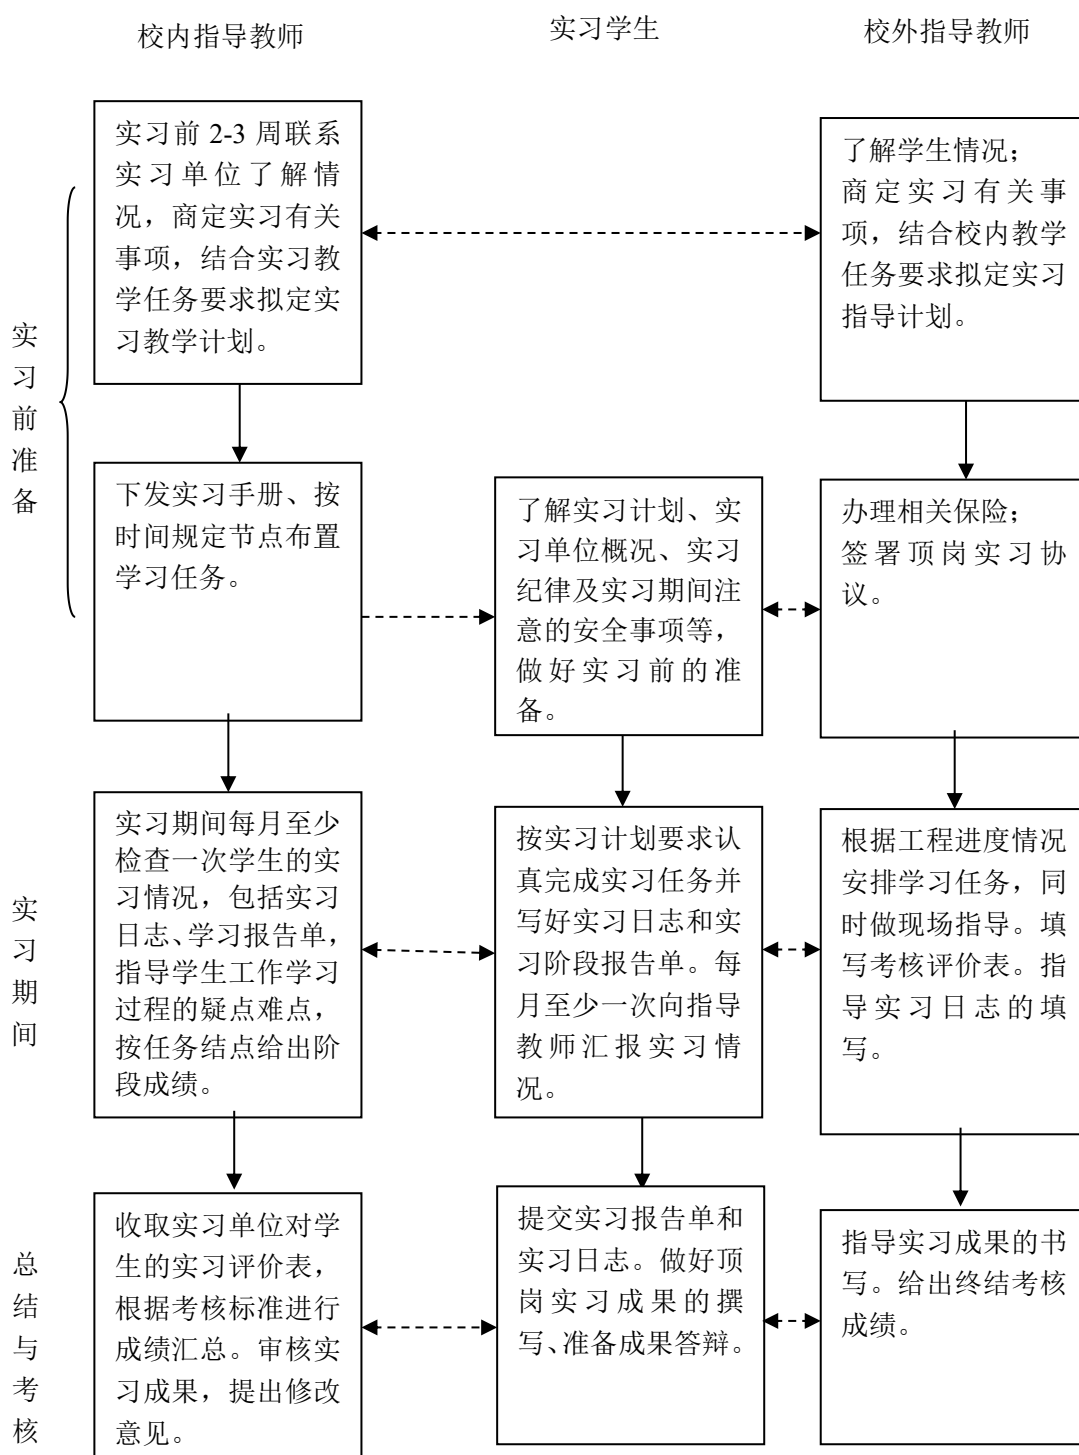 校内指导教师
实习学生
校外指导教师
实习前准备
实习前 2-3 周联系
实习单位了解情
况，商定实习有关
事项，结合实习教
学任务要求拟定实
习教学计划。
了解学生情况；
商定实习有关事
项，结合校内教学
任务要求拟定实习
指导计划。
下发实习手册、按
时间规定节点布置
学习任务。
了解实习计划、实
习单位概况、实习
纪律及实习期间注
意的安全事项等，
做好实习前的准
备。
办理相关保险；
签署顶岗实习协
议。
实习期间
实习期间每月至少
检查一次学生的实
习情况，包括实习
日志、学习报告单，
指导学生工作学习
过程的疑点难点，
按任务结点给出阶
段成绩。
按实习计划要求认
真完成实习任务并
写好实习日志和实
习阶段报告单。每
月至少一次向指导
教师汇报实习情
况。
根据工程进度情况
安排学习任务，同
时做现场指导。填
写考核评价表。指
导实习日志的填
写。
总结与考核
收取实习单位对学
生的实习评价表，
根据考核标准进行
成绩汇总。审核实
习成果，提出修改
意见。
提交实习报告单和
实习日志。做好顶
岗实习成果的撰
写、准备成果答辩。
指导实习成果的书
写。给出终结考核
成绩。